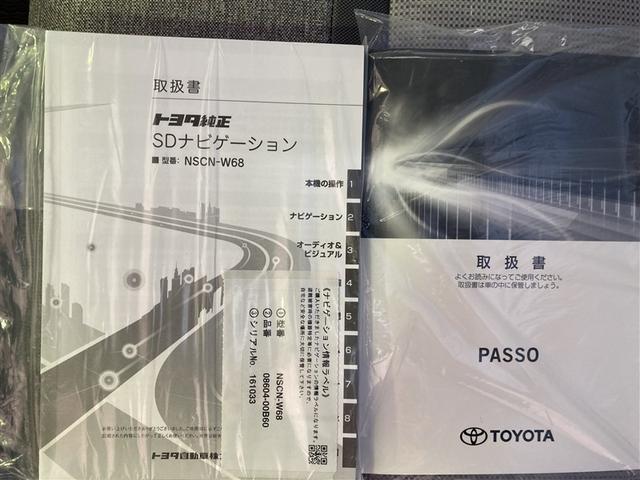 取扱書
トヨタ純正
SDナビゲーション
■ 型番: NSCN-W68
本機の操作 1
ナビゲーション 2
オーディオ&
ビジュアル 3
4
6
7
8
《ナビゲーション情報ラベル》
① 型番 NSCN-W68
② 品番 08604-00B60
③ シリアルNo. 161033
トヨタ自動車株
取扱書
よくお読みになってご使用ください。
取扱書は車の中に保管しましょう。
PASSO
TOYOTA